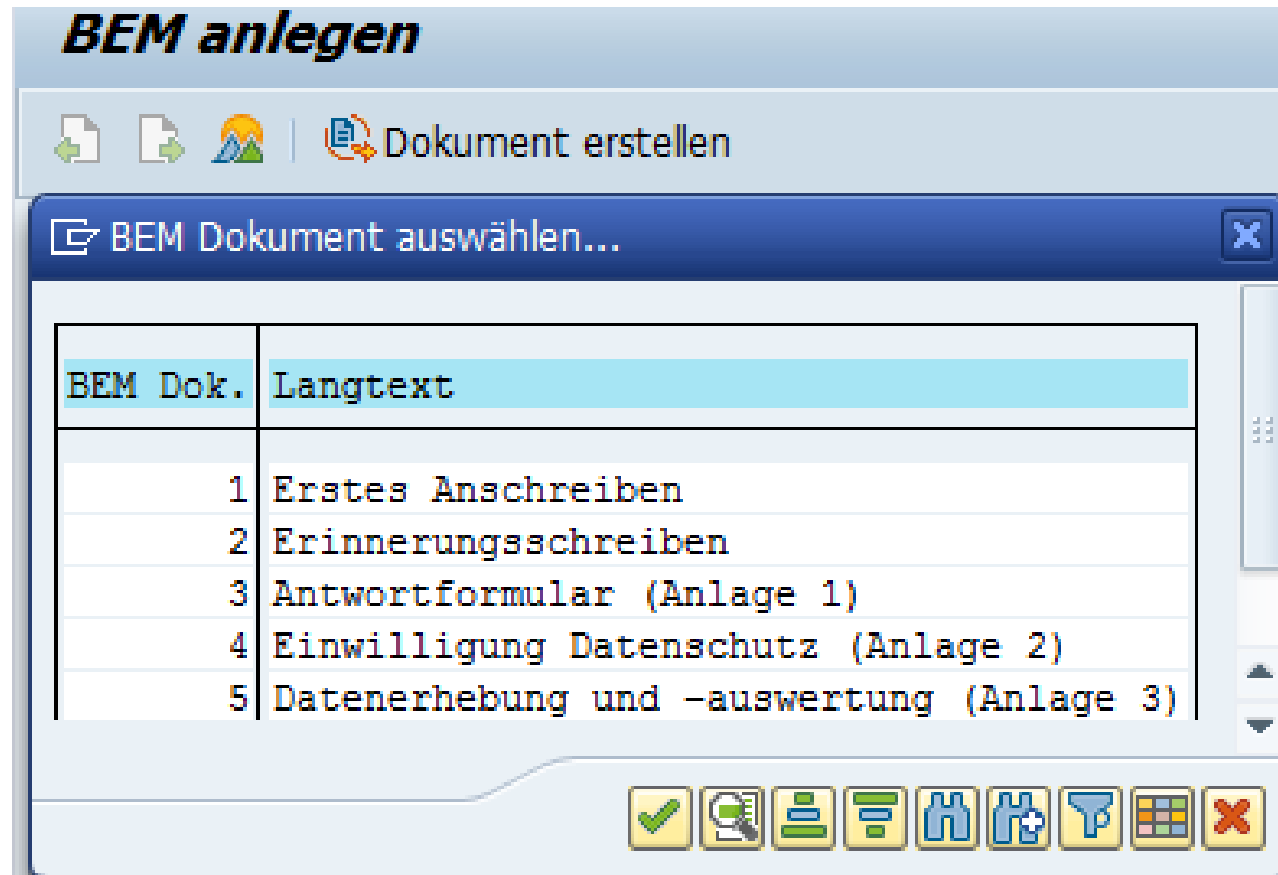 BEM anlegen
Dokument erstellen
BEM Dokument auswählen...
BEM Dok. Langtext
1 Erstes Anschreiben
2 Erinnerungsschreiben
3 Antwortformular (Anlage 1)
4 Einwilligung Datenschutz (Anlage 2)
5 Datenerhebung und -auswertung (Anlage 3)